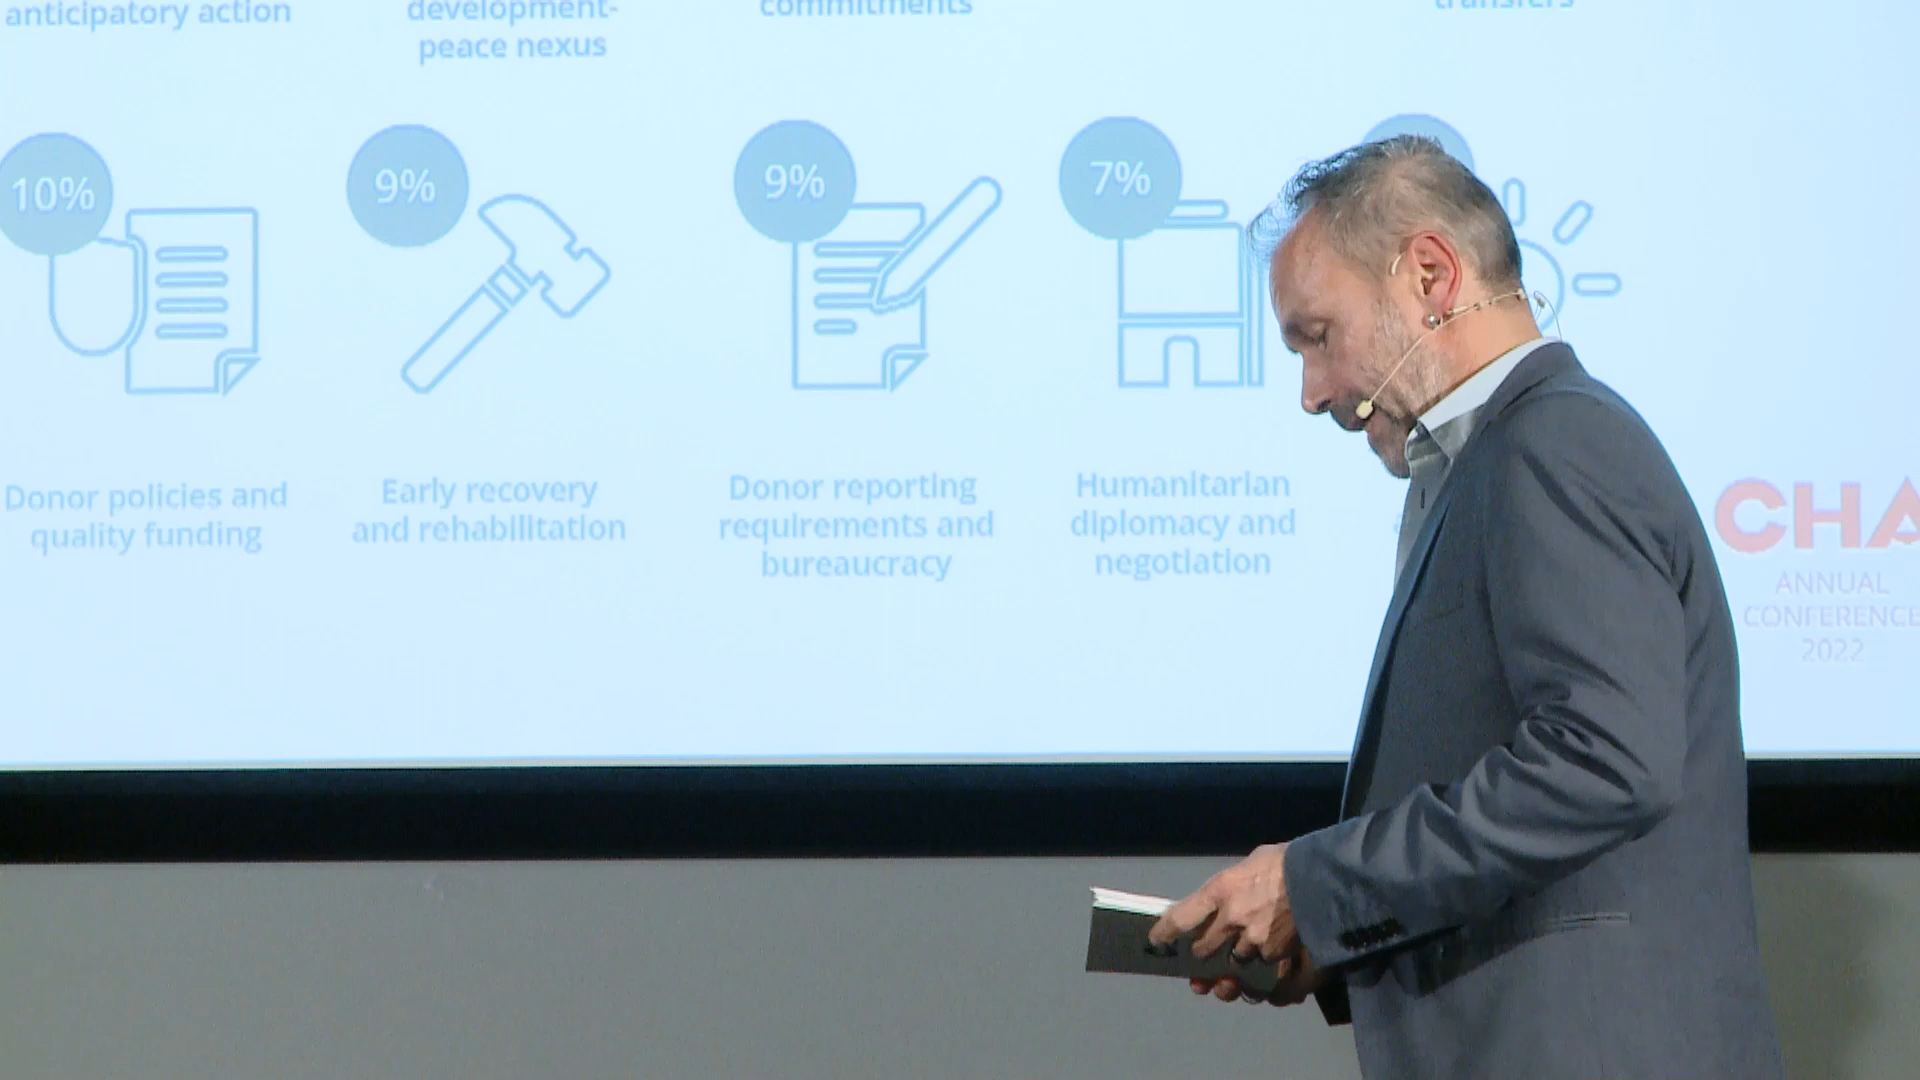 anticipatory action
development-
peace nexus
commitments
transfers
10%
9%
9%
7%
Donor policies and
quality funding
Early recovery
and rehabilitation
Donor reporting
requirements and
bureaucracy
Humanitarian
diplomacy and
negotiation
CHA
ANNUAL
CONFERENCE
2022